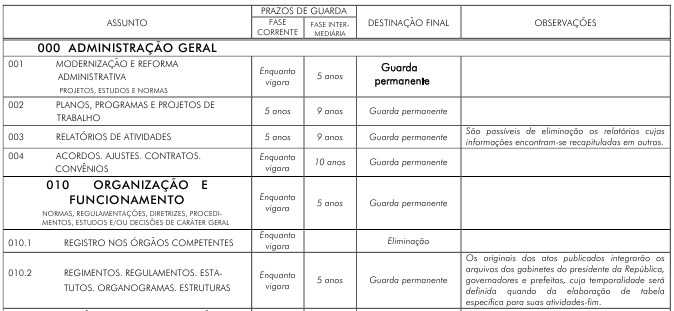 ASSUNTO
PRAZOS DE GUARDA
FASE CORRENTE
FASE INTER-MEDIÁRIA
DESTINAÇÃO FINAL
OBSERVAÇÕES
000 ADMINISTRAÇÃO GERAL
001
MODERNIZAÇÃO E REFORMA
ADMINISTRATIVA
PROJETOS, ESTUDOS E NORMAS
Enquanto
vigora
5 anos
Guarda
permanente
002
PLANOS, PROGRAMAS E PROJETOS DE
TRABALHO
5 anos
9 anos
Guarda permanente
003
RELATÓRIOS DE ATIVIDADES
5 anos
9 anos
Guarda permanente
São passíveis de eliminação os relatórios cujas
informações encontram-se recapituladas em outros.
004
ACORDOS. AJUSTES. CONTRATOS.
CONVÊNIOS
Enquanto
vigora
10 anos
Guarda permanente
010 ORGANIZAÇÃO E
FUNCIONAMENTO
NORMAS, REGULAMENTAÇÕES, DIRETRIZES, PROCEDI-
MENTOS, ESTUDOS E/OU DECISÕES DE CARÁTER GERAL
Enquanto
vigora
5 anos
Guarda permanente
010.1
REGISTRO NOS ÓRGÃOS COMPETENTES
Enquanto
vigora
Eliminação
010.2
REGIMENTOS. REGULAMENTOS. ESTA-
TUTOS. ORGANOGRAMAS. ESTRUTURAS
Enquanto
vigora
5 anos
Guarda permanente
Os originais dos atos publicados integrarão os
arquivos dos gabinetes do presidente da República,
governadores e prefeitos, cuja temporalidade será
definida quando da elaboração de tabela
específica para suas atividades-fim.